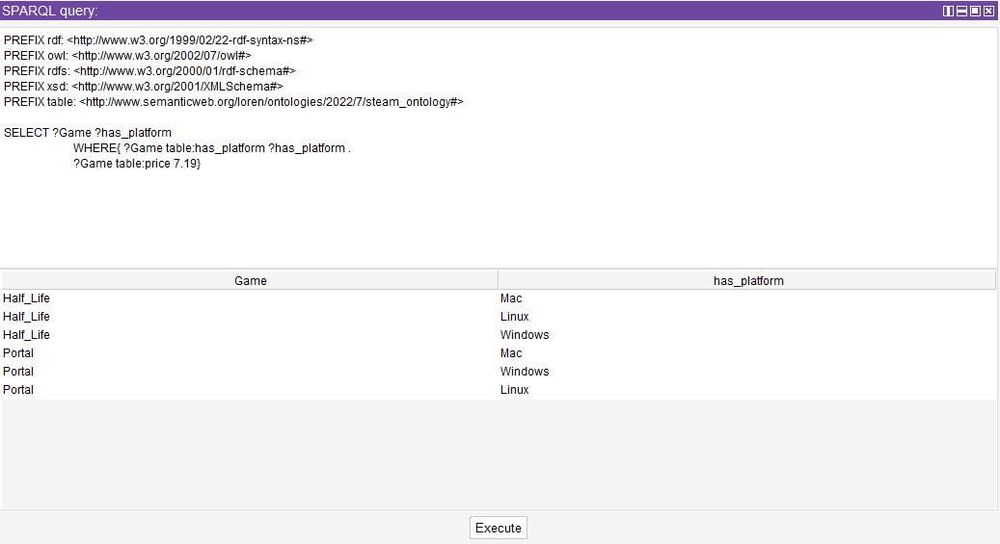 SPARQL query:
PREFIX rdf: <http://www.w3.org/1999/02/22-rdf-syntax-ns#>
PREFIX owl: <http://www.w3.org/2002/07/owl#>
PREFIX rdfs: <http://www.w3.org/2000/01/rdf-schema#>
PREFIX xsd: <http://www.w3.org/2001/XMLSchema#>
PREFIX table: <http://www.semanticweb.org/loren/ontologies/2022/7/steam_ontology#>
SELECT ?Game ?has_platform
WHERE{ ?Game table:has_platform ?has_platform .
?Game table:price 7.19}
Game has_platform
Half_Life Mac
Half_Life Linux
Half_Life Windows
Portal Mac
Portal Windows
Portal Linux
Execute